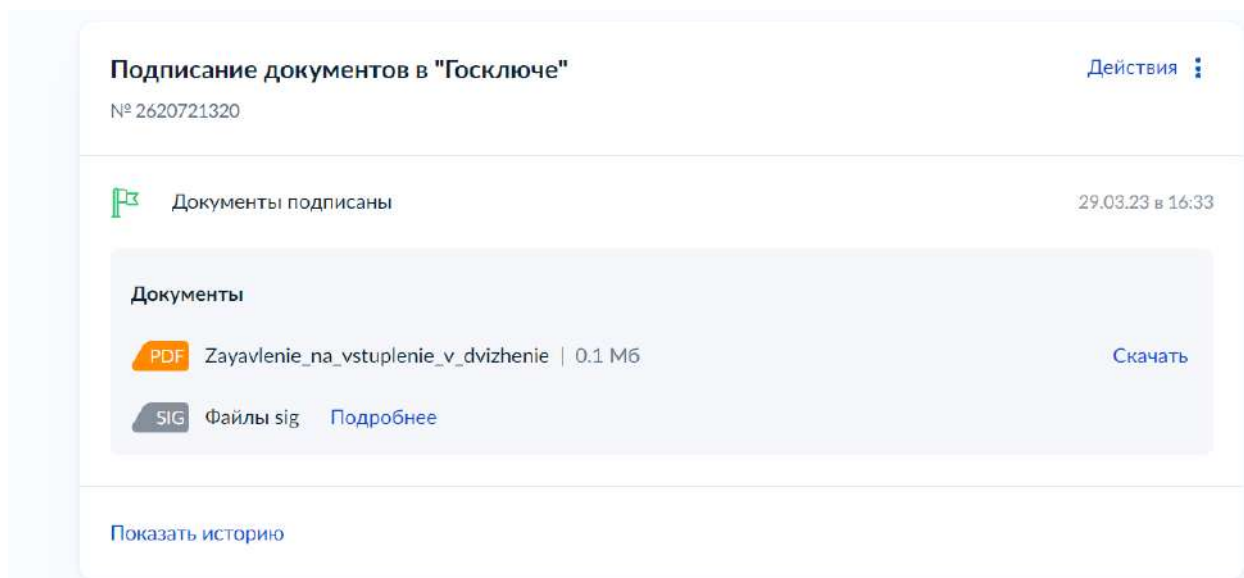 Подписание документов в "Госключе"
Действия
№ 2620721320
Документы подписаны
29.03.23 в 16:33
Документы
PDF Zayavlenie_na_vstuplenie_v_dvizhenie | 0.1 Мб
Скачать
SIG Файлы sig Подробнее
Показать историю